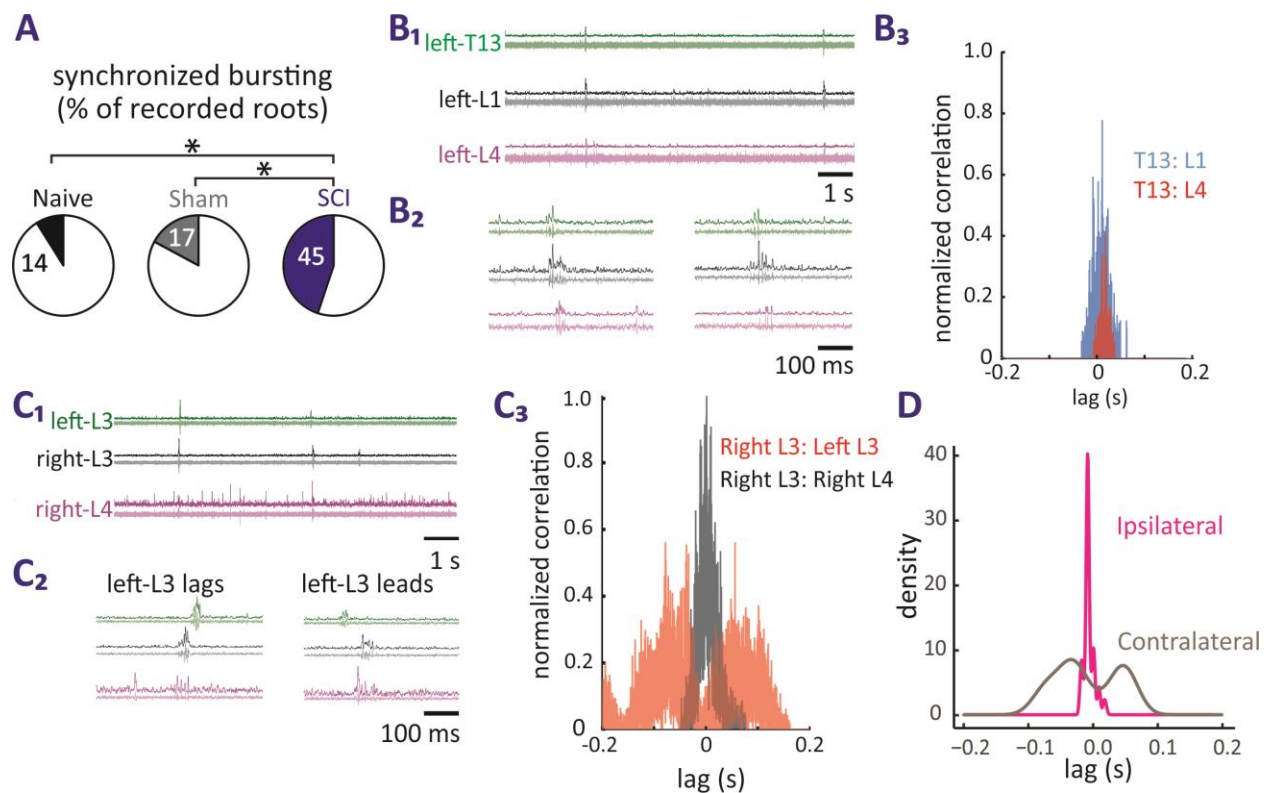 A
synchronized bursting
(% of recorded roots)
*
*
Naive
Sham
SCI
14
17
45
B1
left-T13
left-L1
left-L4
1 s
B2
100 ms
B3
normalized correlation
1.0
0.8
0.6
0.4
0.2
0
T13: L1
T13: L4
-0.2
0
0.2
lag (s)
C1
left-L3
right-L3
right-L4
1 s
C2
left-L3 lags
left-L3 leads
100 ms
C3
normalized correlation
1.0
0.8
0.6
0.4
0.2
0
Right L3: Left L3
Right L3: Right L4
-0.2
0
0.2
lag (s)
D
density
40
30
20
10
0
Ipsilateral
Contralateral
−0.2
−0.1
0.0
0.1
0.2
lag (s)